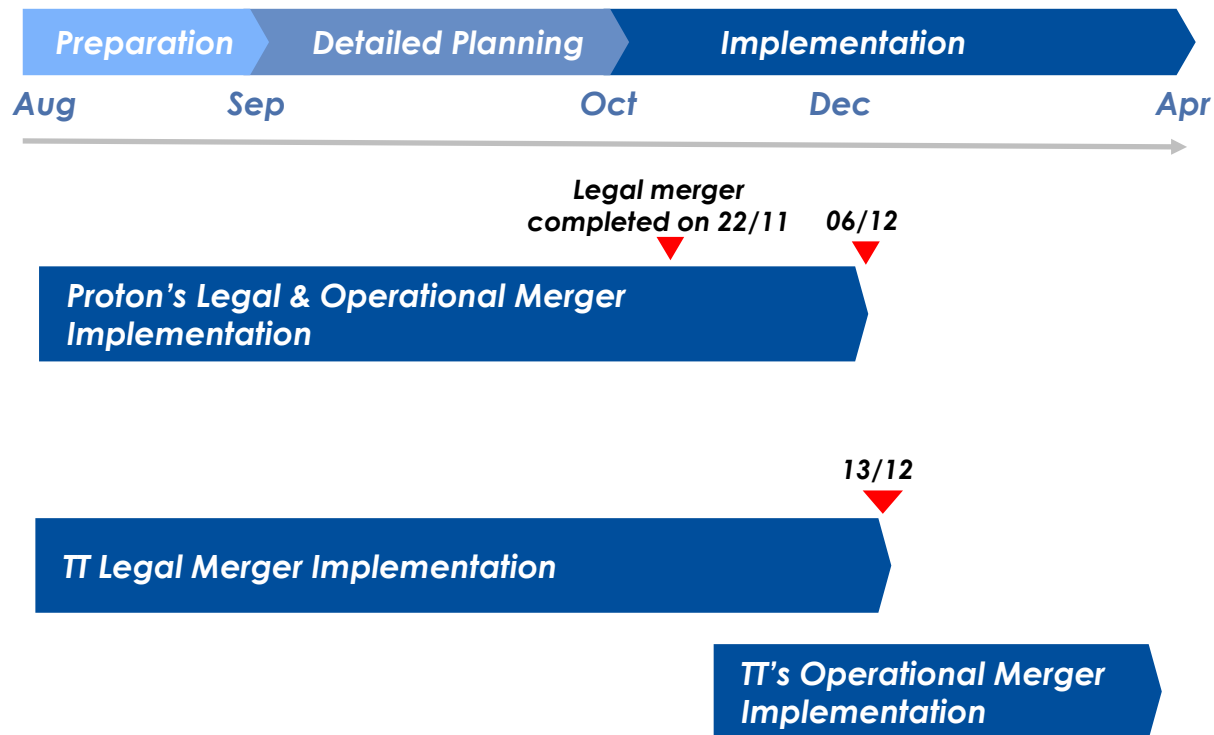 Preparation Detailed Planning Implementation
Aug Sep Oct Dec Apr
Legal merger
completed on 22/11 06/12
Proton’s Legal & Operational Merger
Implementation
13/12
TT Legal Merger Implementation
TT’s Operational Merger
Implementation